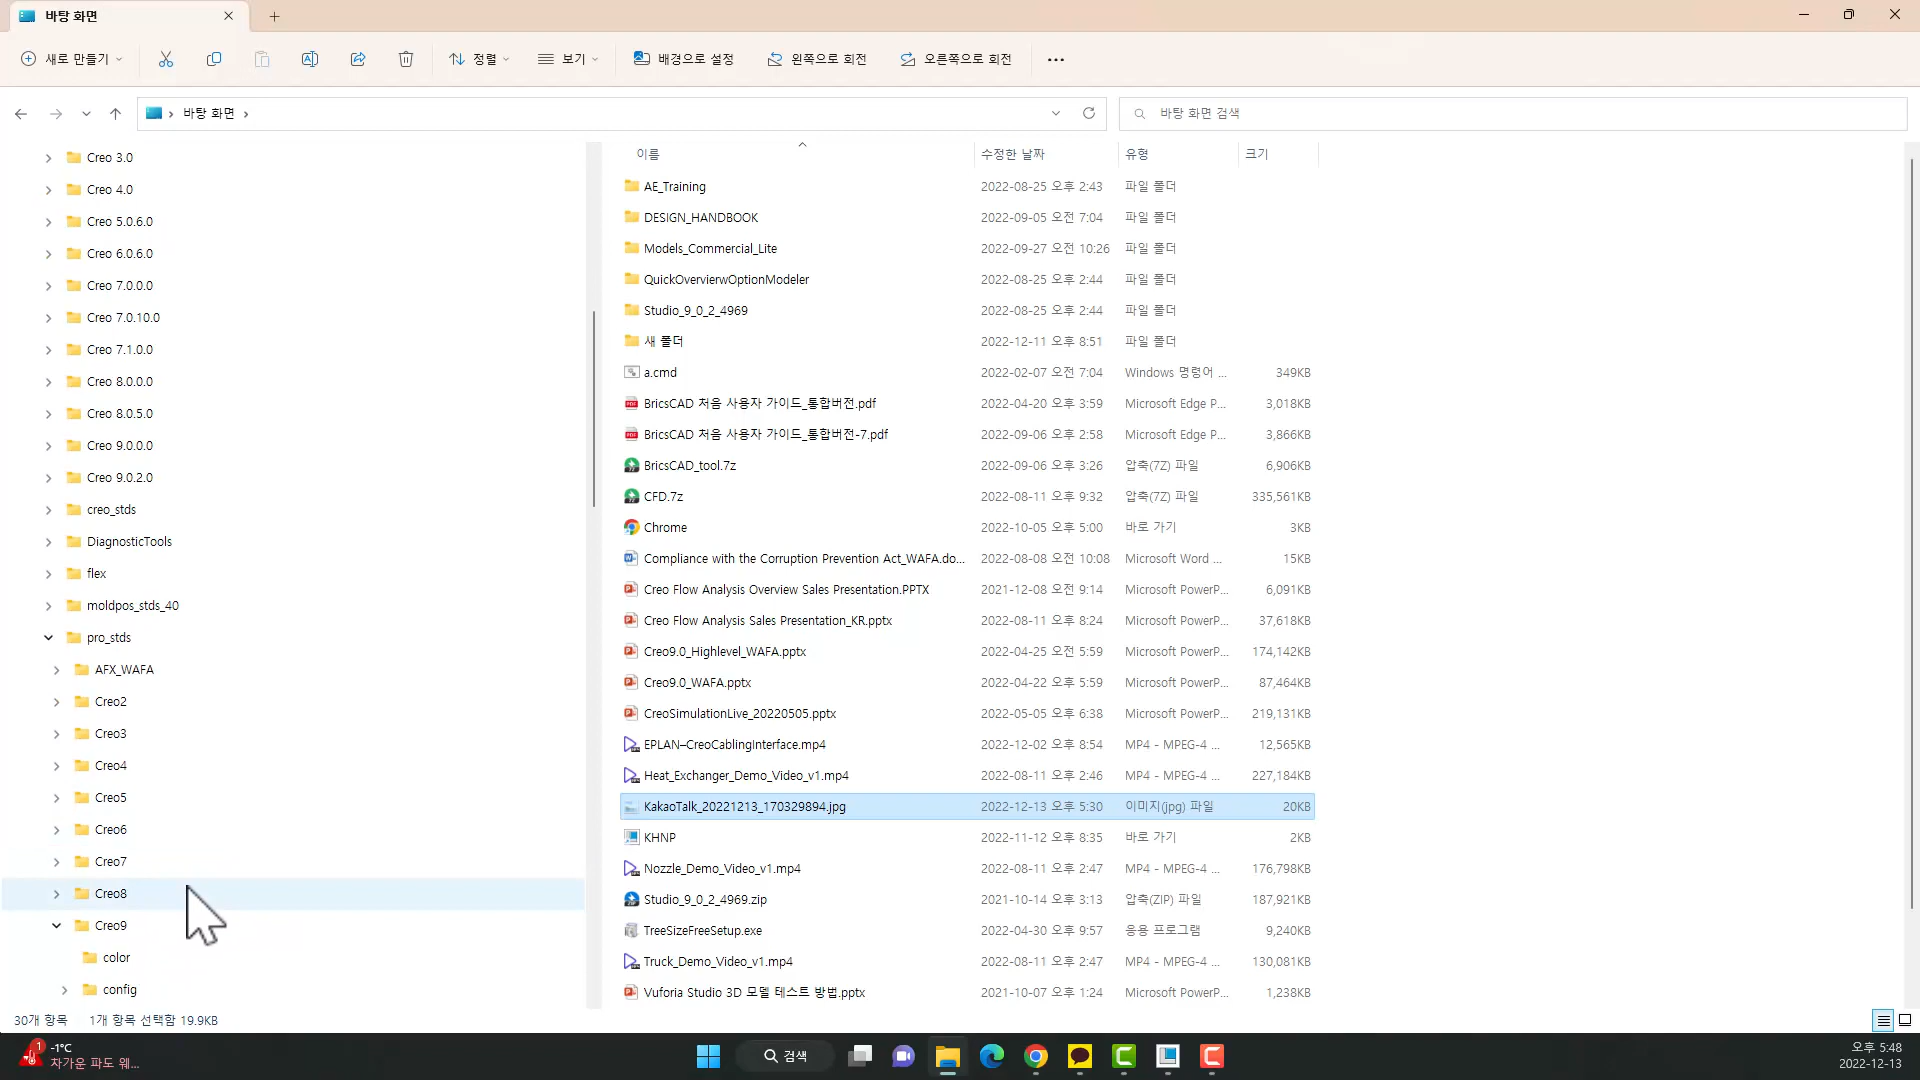 바탕 화면
새로 만들기
정렬
보기
배경으로 설정
왼쪽으로 회전
오른쪽으로 회전
바탕 화면
바탕 화면 검색
Creo 3.0
Creo 4.0
Creo 5.0.6.0
Creo 6.0.6.0
Creo 7.0.0.0
Creo 7.0.10.0
Creo 7.1.0.0
Creo 8.0.0.0
Creo 8.0.5.0
Creo 9.0.0.0
Creo 9.0.2.0
creo_stds
DiagnosticTools
flex
moldpos_stds_40
pro_stds
AFX_WAFA
Creo2
Creo3
Creo4
Creo5
Creo6
Creo7
Creo8
Creo9
color
config
이름 수정한 날짜 유형 크기
AE_Training 2022-08-25 오후 2:43 파일 폴더
DESIGN_HANDBOOK 2022-09-05 오전 7:04 파일 폴더
Models_Commercial_Lite 2022-09-27 오전 10:26 파일 폴더
QuickOvervierwOptionModeler 2022-08-25 오후 2:44 파일 폴더
Studio_9_0_2_4969 2022-08-25 오후 2:44 파일 폴더
새 폴더 2022-12-11 오후 8:51 파일 폴더
a.cmd 2022-02-07 오전 7:04 Windows 명령어 ... 349KB
BricsCAD 처음 사용자 가이드_통합버전.pdf 2022-04-20 오후 3:59 Microsoft Edge P... 3,018KB
BricsCAD 처음 사용자 가이드_통합버전-7.pdf 2022-09-06 오후 2:58 Microsoft Edge P... 3,866KB
BricsCAD_tool.7z 2022-09-06 오후 3:26 압축(7Z) 파일 6,906KB
CFD.7z 2022-08-11 오후 9:32 압축(7Z) 파일 335,561KB
Chrome 2022-10-05 오후 5:00 바로 가기 3KB
Compliance with the Corruption Prevention Act_WAFA.do... 2022-08-08 오전 10:08 Microsoft Word ... 15KB
Creo Flow Analysis Overview Sales Presentation.PPTX 2021-12-08 오전 9:14 Microsoft PowerP... 6,091KB
Creo Flow Analysis Sales Presentation_KR.pptx 2022-08-11 오후 8:24 Microsoft PowerP... 37,618KB
Creo9.0_Highlevel_WAFA.pptx 2022-04-25 오전 5:59 Microsoft PowerP... 174,142KB
Creo9.0_WAFA.pptx 2022-04-22 오후 5:59 Microsoft PowerP... 87,464KB
CreoSimulationLive_20220505.pptx 2022-05-05 오후 6:38 Microsoft PowerP... 219,131KB
EPLAN–CreoCablingInterface.mp4 2022-12-02 오후 8:54 MP4 - MPEG-4 ... 12,565KB
Heat_Exchanger_Demo_Video_v1.mp4 2022-08-11 오후 2:46 MP4 - MPEG-4 ... 227,184KB
KakaoTalk_20221213_170329894.jpg 2022-12-13 오후 5:30 이미지(jpg) 파일 20KB
KHNP 2022-11-12 오후 8:35 바로 가기 2KB
Nozzle_Demo_Video_v1.mp4 2022-08-11 오후 2:47 MP4 - MPEG-4 ... 176,798KB
Studio_9_0_2_4969.zip 2021-10-14 오후 3:13 압축(ZIP) 파일 187,921KB
TreeSizeFreeSetup.exe 2022-04-30 오후 9:57 응용 프로그램 9,240KB
Truck_Demo_Video_v1.mp4 2022-08-11 오후 2:47 MP4 - MPEG-4 ... 130,081KB
Vuforia Studio 3D 모델 테스트 방법.pptx 2021-10-07 오후 1:24 Microsoft PowerP... 1,238KB
30개 항목 1개 항목 선택함 19.9KB
1
-1°C
차가운 파도 웨...
검색
오후 5:48
2022-12-13